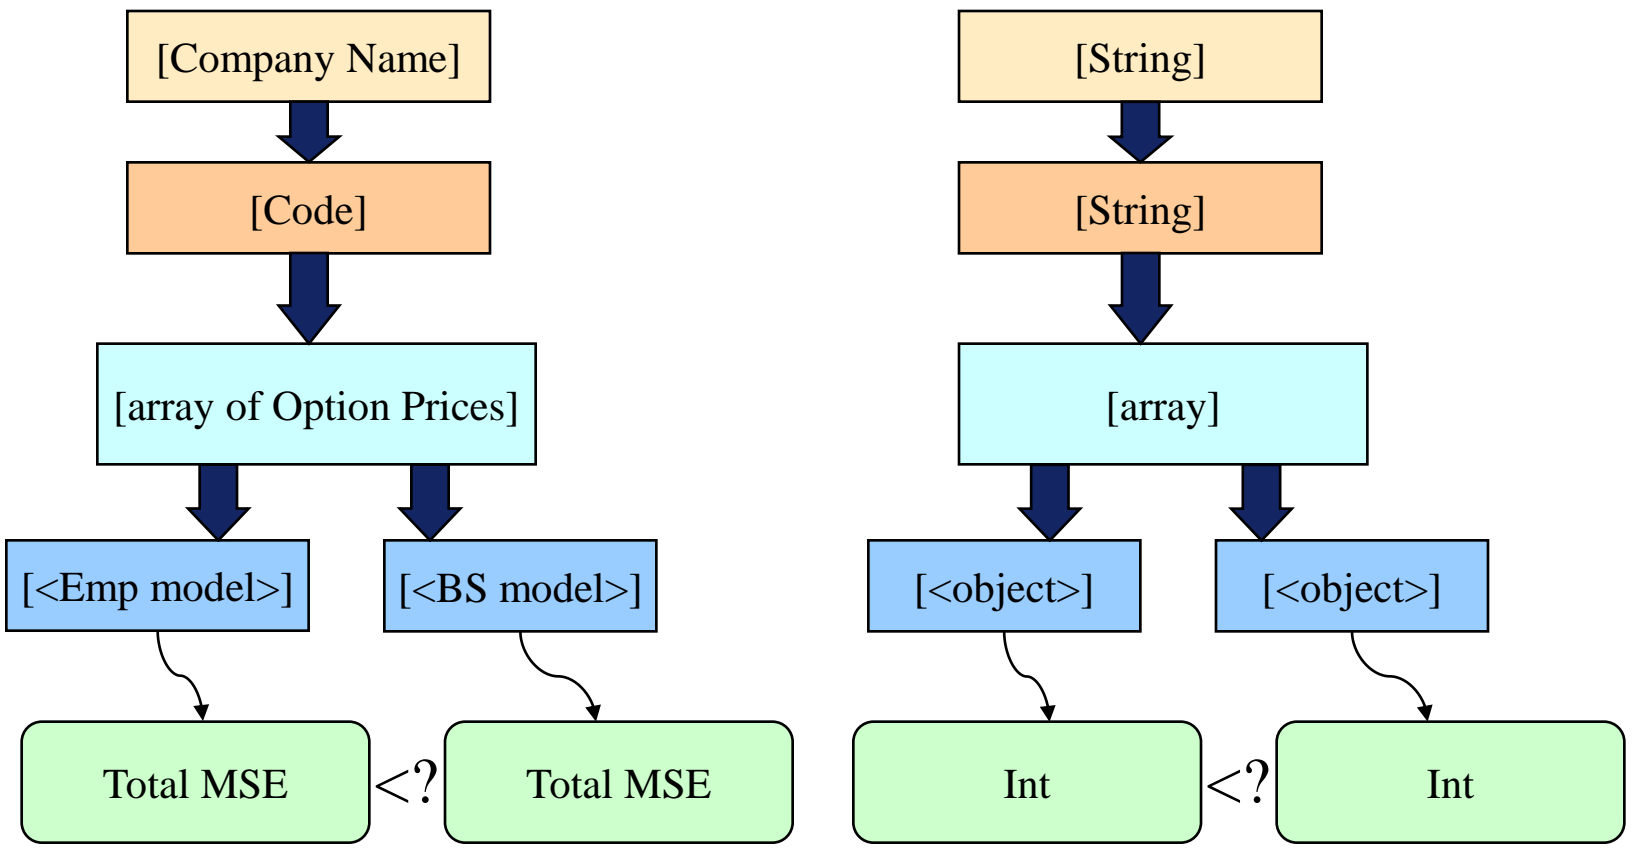 [Company Name]
[String]
[Code]
[String]
[array of Option Prices]
[array]
[<Emp model>]
[<BS model>]
[<object>]
[<object>]
Total MSE
<?
Total MSE
Int
<?
Int